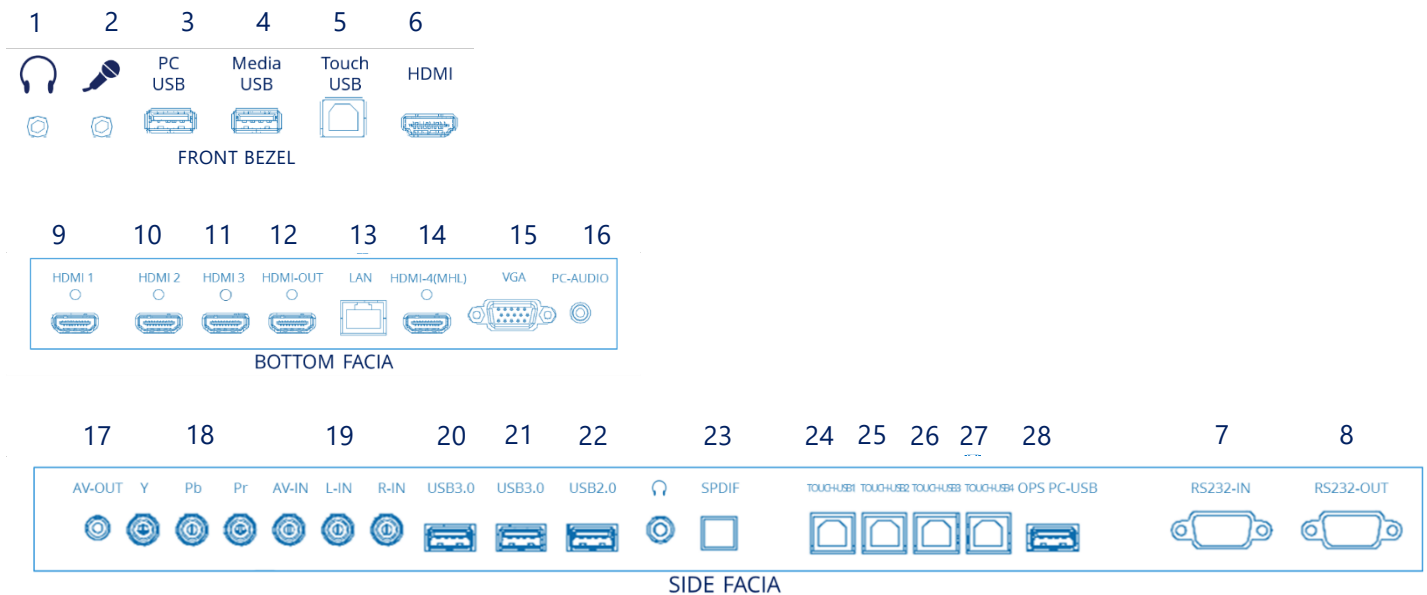 1 2 3 4 5 6
PC USB Media USB Touch USB HDMI
FRONT BEZEL
9 10 11 12 13 14 15 16
HDMI 1 HDMI 2 HDMI 3 HDMI-OUT LAN HDMI-4(MHL) VGA PC-AUDIO
BOTTOM FACIA
17 18 19 20 21 22 23 24 25 26 27 28 7 8
AV-OUT Y Pb Pr AV-IN L-IN R-IN USB3.0 USB3.0 USB2.0 SPDIF TOUCH-USB1 TOUCH-USB2 TOUCH-USB3 TOUCH-USB4 OPS PC-USB RS232-IN RS232-OUT
SIDE FACIA